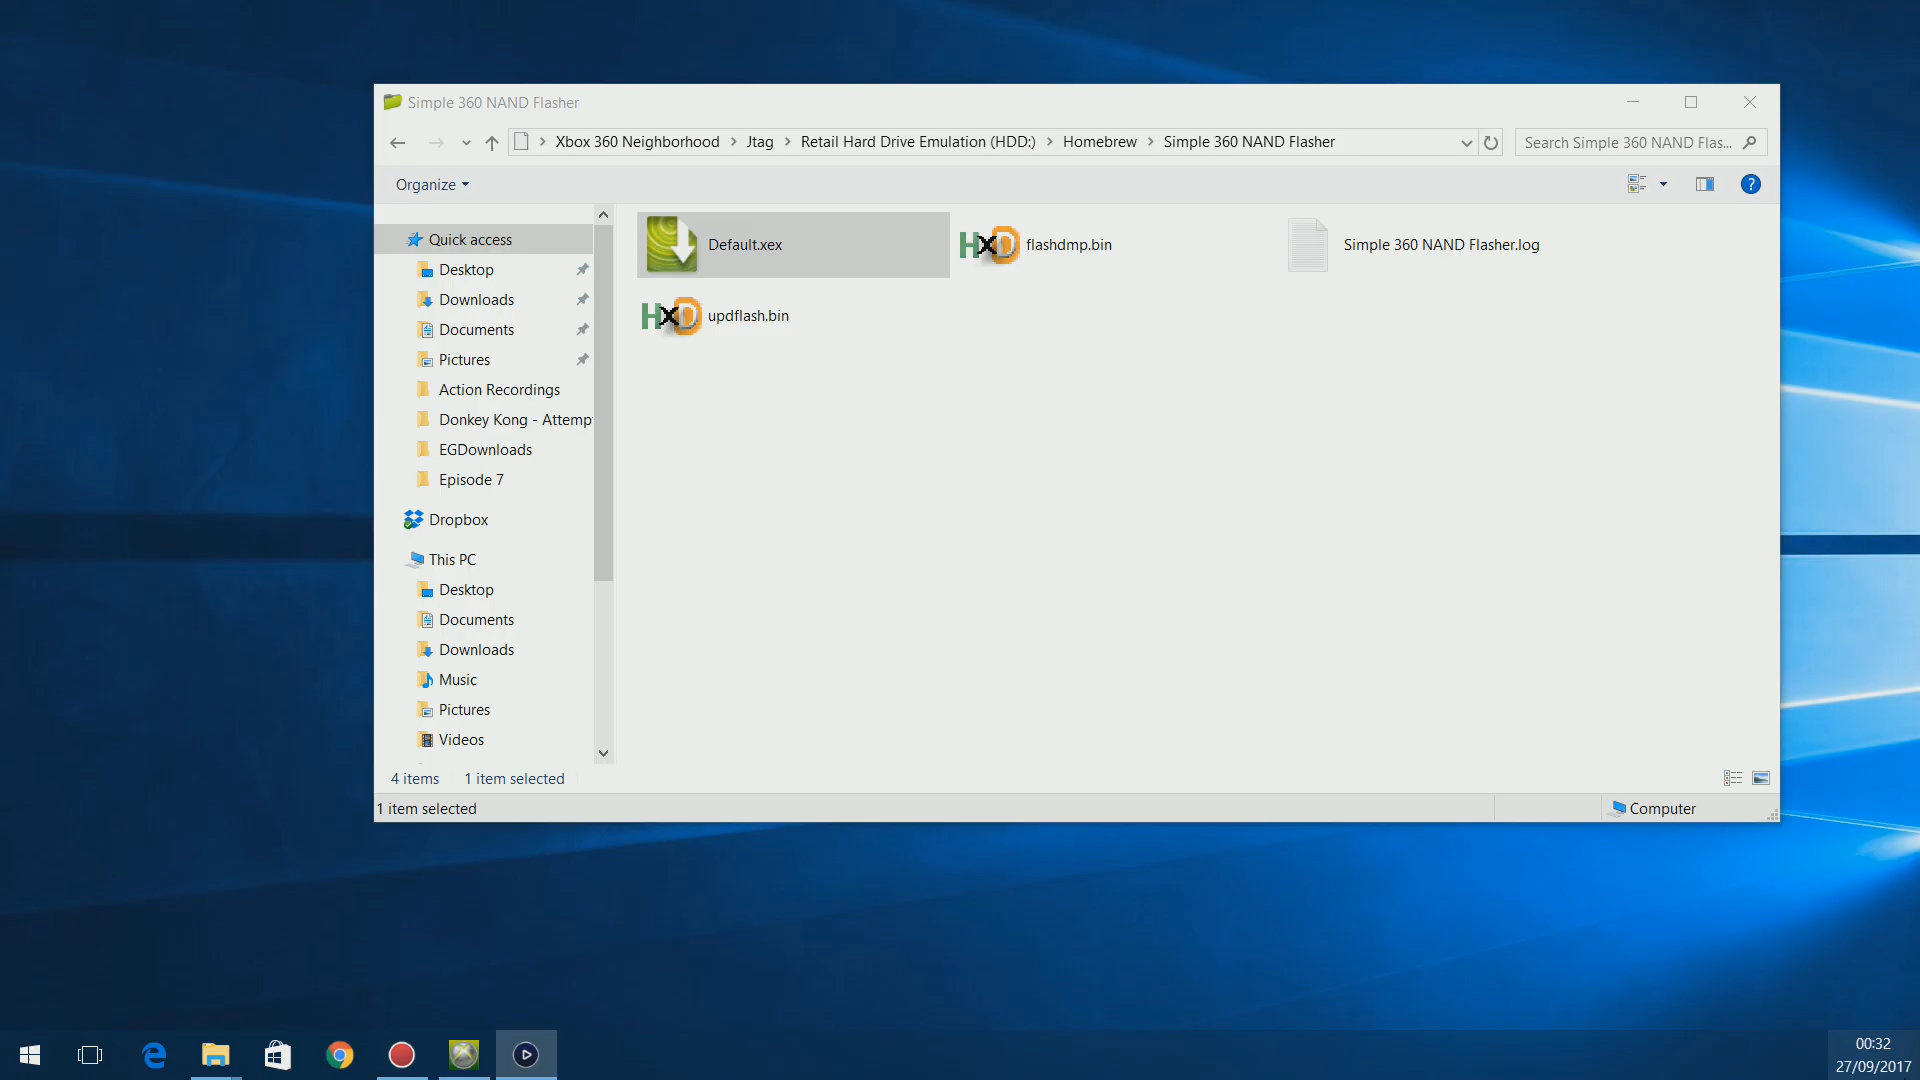 Simple 360 NAND Flasher
Xbox 360 Neighborhood Jtag Retail Hard Drive Emulation (HDD:) Homebrew Simple 360 NAND Flasher
Search Simple 360 NAND Flas...
Organize
?
Quick access
Desktop
Downloads
Documents
Pictures
Action Recordings
Donkey Kong - Attemp
EGDownloads
Episode 7
Dropbox
This PC
Desktop
Documents
Downloads
Music
Pictures
Videos
Default.xex
HxD flashdmp.bin
Simple 360 NAND Flasher.log
HxD updflash.bin
4 items 1 item selected
1 item selected
Computer
00:32
27/09/2017